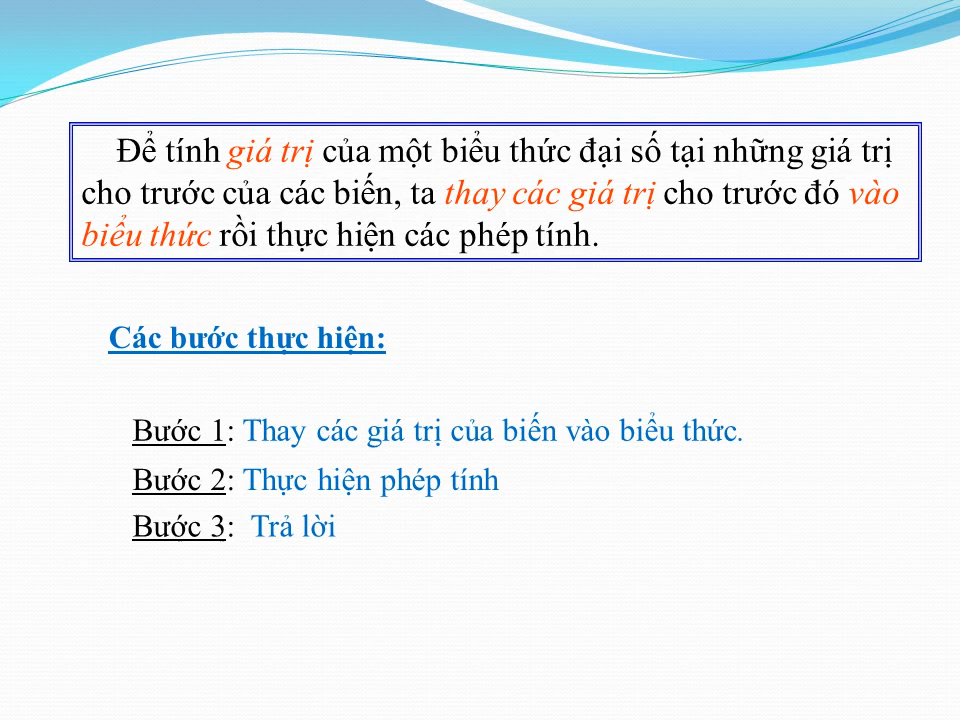 Để tính giá trị của một biểu thức đại số tại những giá trị
cho trước của các biến, ta thay các giá trị cho trước đó vào
biểu thức rồi thực hiện các phép tính.
Các bước thực hiện:
Bước 1: Thay các giá trị của biến vào biểu thức.
Bước 2: Thực hiện phép tính
Bước 3: Trả lời